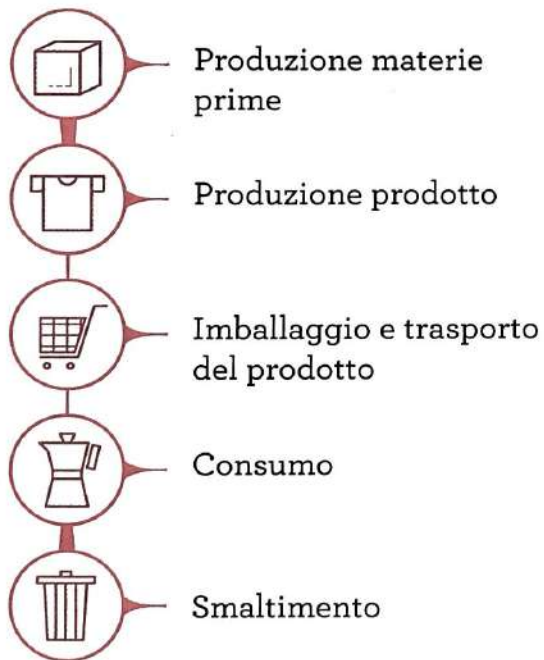 Produzione materie
prime
Produzione prodotto
Imballaggio e trasporto
del prodotto
Consumo
Smaltimento